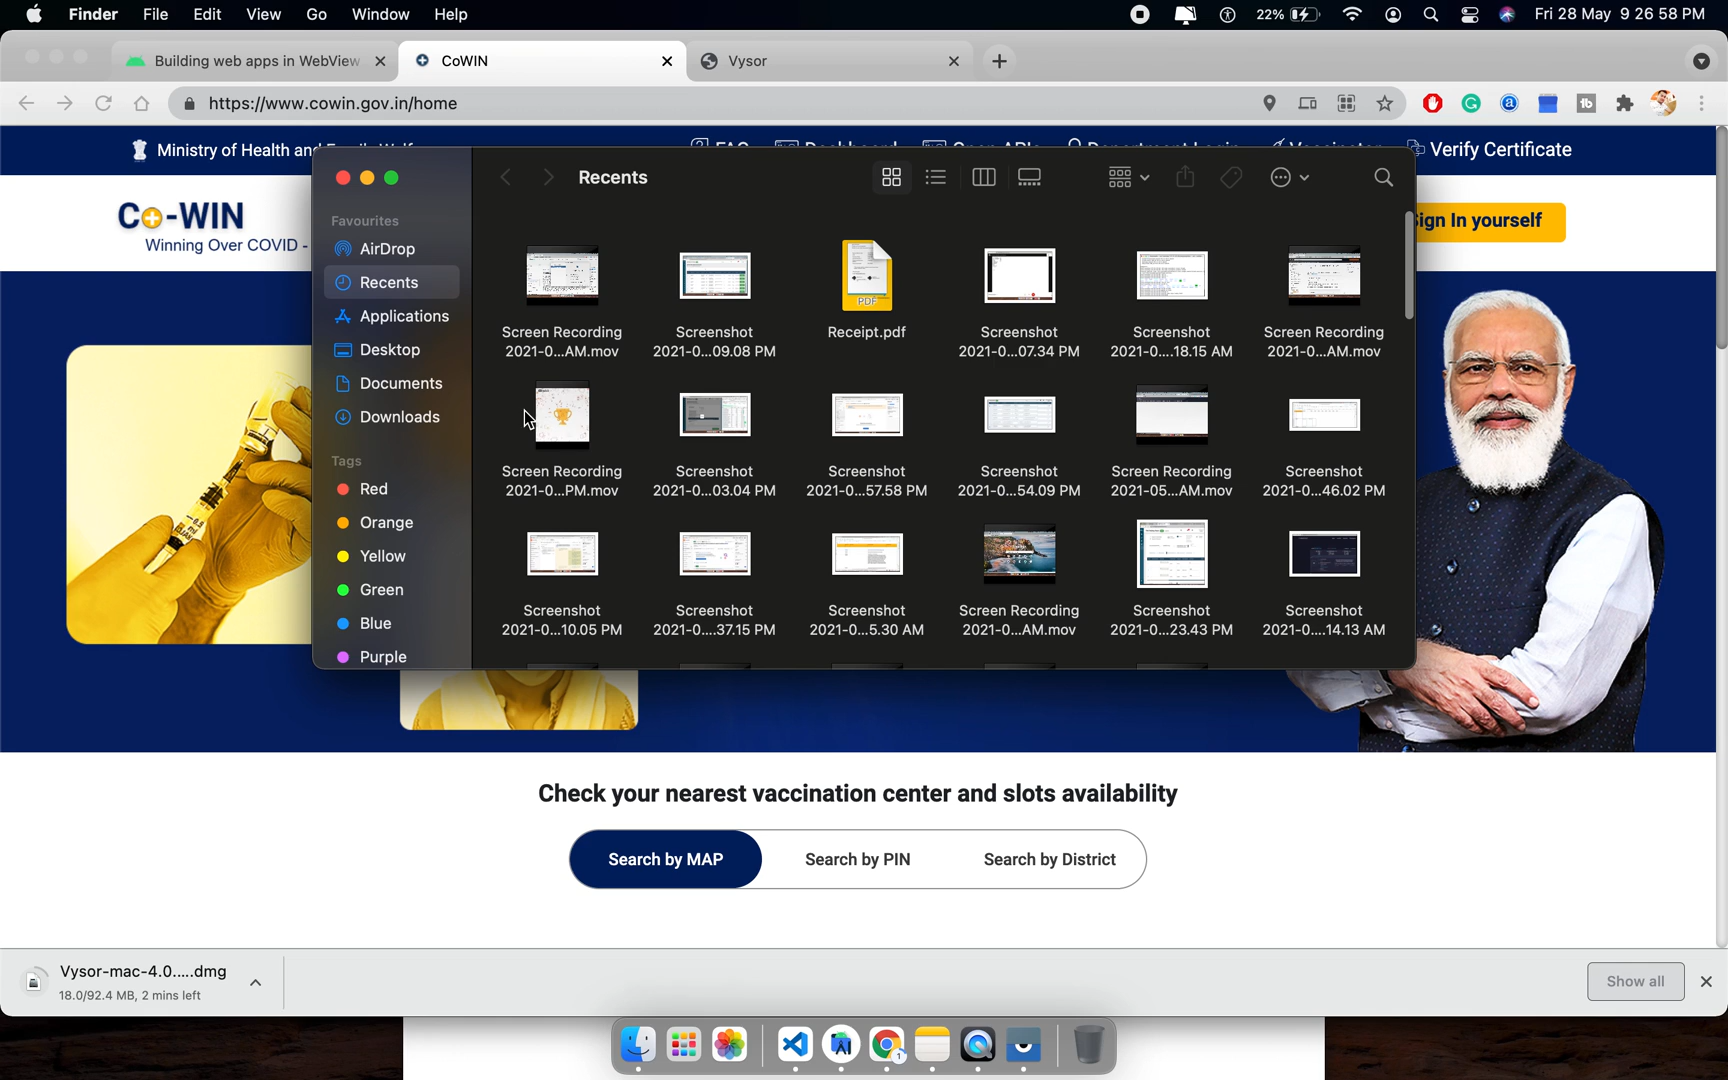 Finder File Edit View Go Window Help 22% Fri 28 May 9 26 58 PM
Building web apps in WebView CoWIN Vysor
https://www.cowin.gov.in/home
Ministry of Health and Verify Certificate
Co-WIN
Winning Over COVID -
Sign In yourself
Recents
Favourites
AirDrop
Recents
Applications
Desktop
Documents
Downloads
Tags
Red
Orange
Yellow
Green
Blue
Purple
Screen Recording
2021-0...AM.mov
Screenshot
2021-0...09.08 PM
PDF
Receipt.pdf
Screenshot
2021-0...07.34 PM
Screenshot
2021-0....18.15 AM
Screen Recording
2021-0...AM.mov
Screen Recording
2021-0...PM.mov
Screenshot
2021-0...03.04 PM
Screenshot
2021-0...57.58 PM
Screenshot
2021-0...54.09 PM
Screen Recording
2021-05...AM.mov
Screenshot
2021-0...46.02 PM
Screenshot
2021-0...10.05 PM
Screenshot
2021-0....37.15 PM
Screenshot
2021-0...5.30 AM
Screen Recording
2021-0...AM.mov
Screenshot
2021-0...23.43 PM
Screenshot
2021-0....14.13 AM
Check your nearest vaccination center and slots availability
Search by MAP Search by PIN Search by District
Vysor-mac-4.0.....dmg
18.0/92.4 MB, 2 mins left
Show all